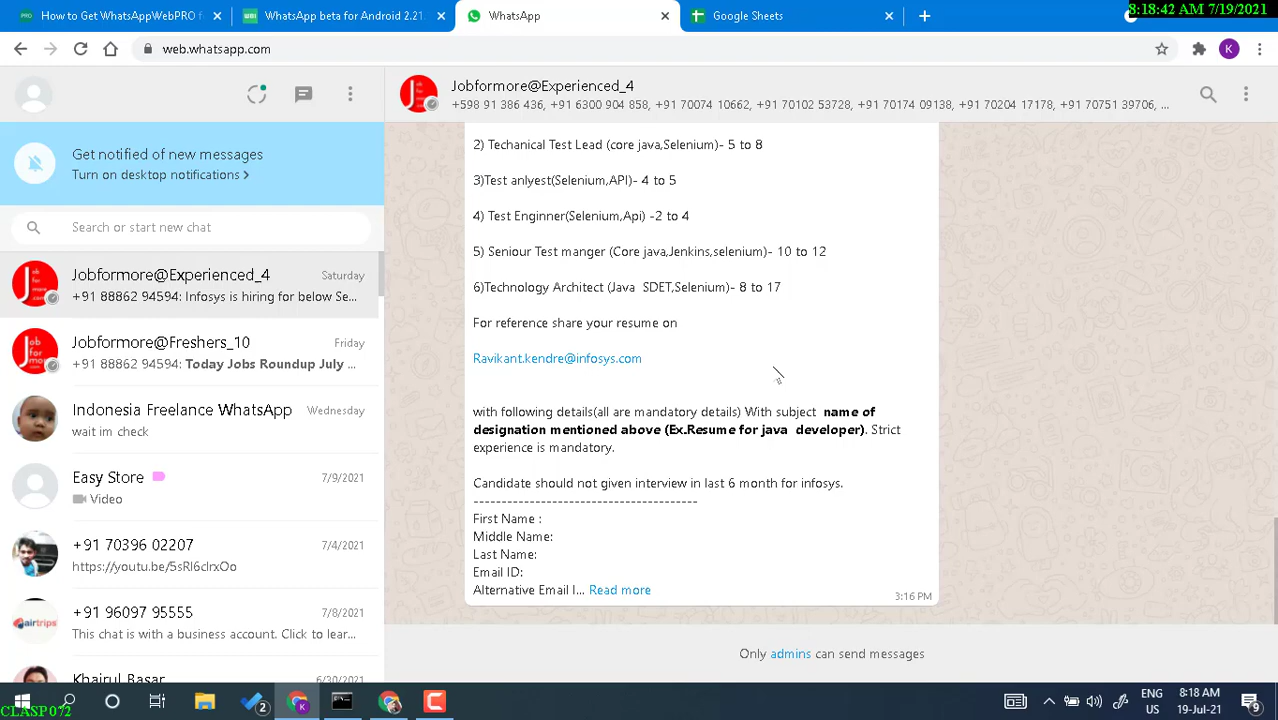 How to Get WhatsAppWebPRO f
WhatsApp beta for Android 2.21.
WhatsApp
Google Sheets
8:18:42 AM 7/19/2021
web.whatsapp.com
K
Jobformore@Experienced_4
+598 91 386 436, +91 6300 904 858, +91 70074 10662, +91 70102 53728, +91 70174 09138, +91 70204 17178, +91 70751 39706, ...
Get notified of new messages
Turn on desktop notifications >
Search or start new chat
Jobformore@Experienced_4
Saturday
+91 88862 94594: Infosys is hiring for below Se...
Jobformore@Freshers_10
Friday
+91 88862 94594: Today Jobs Roundup July ...
Indonesia Freelance WhatsApp
Wednesday
wait im check
Easy Store
7/9/2021
Video
+91 70396 02207
7/4/2021
https://youtu.be/5sRl6clrxOo
+91 96097 95555
7/8/2021
This chat is with a business account. Click to lear...
Khairul Basar
6/30/2021
2) Techanical Test Lead (core java,Selenium)- 5 to 8
3)Test anlyest(Selenium,API)- 4 to 5
4) Test Enginner(Selenium,Api) -2 to 4
5) Seniour Test manger (Core java,Jenkins,selenium)- 10 to 12
6)Technology Architect (Java SDET,Selenium)- 8 to 17
For reference share your resume on
Ravikant.kendre@infosys.com
with following details(all are mandatory details) With subject name of
designation mentioned above (Ex.Resume for java developer). Strict
experience is mandatory.
Candidate should not given interview in last 6 month for infosys.
---------------------------------------
First Name :
Middle Name:
Last Name:
Email ID:
Alternative Email I... Read more
3:16 PM
Only admins can send messages
CLASP 072
2
ENG
US
8:18 AM
19-Jul-21
9